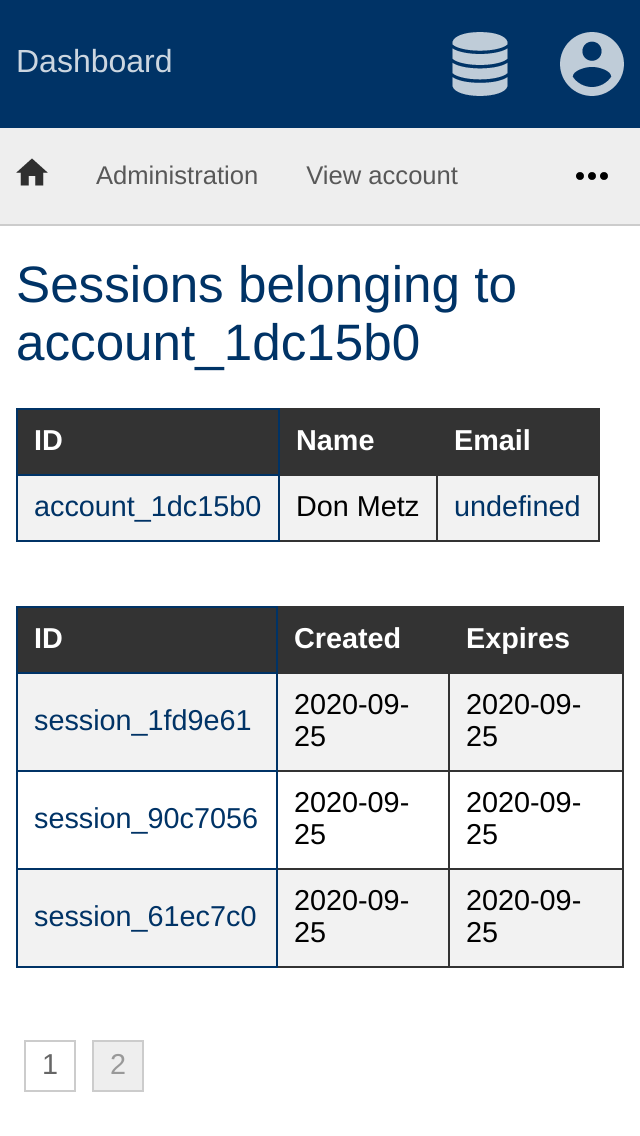 Dashboard
Administration View account
Sessions belonging to
account_1dc15b0
ID Name Email
account_1dc15b0 Don Metz undefined
ID Created Expires
session_1fd9e61 2020-09-25 2020-09-25
session_90c7056 2020-09-25 2020-09-25
session_61ec7c0 2020-09-25 2020-09-25
1 2